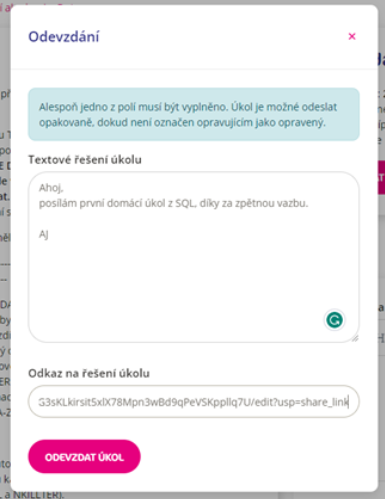 Odevzdání
×
Alespoň jedno z polí musí být vyplněno. Úkol je možné odeslat
opakovaně, dokud není označen opravujícím jako opravený.
Textové řešení úkolu
Ahoj,
posílám první domácí úkol z SQL, díky za zpětnou vazbu.
AJ
Odkaz na řešení úkolu
G3sKLkirsit5xlX78Mpn3wBd9qPeVSKppllq7U/edit?usp=share_link
ODEVZDAT ÚKOL